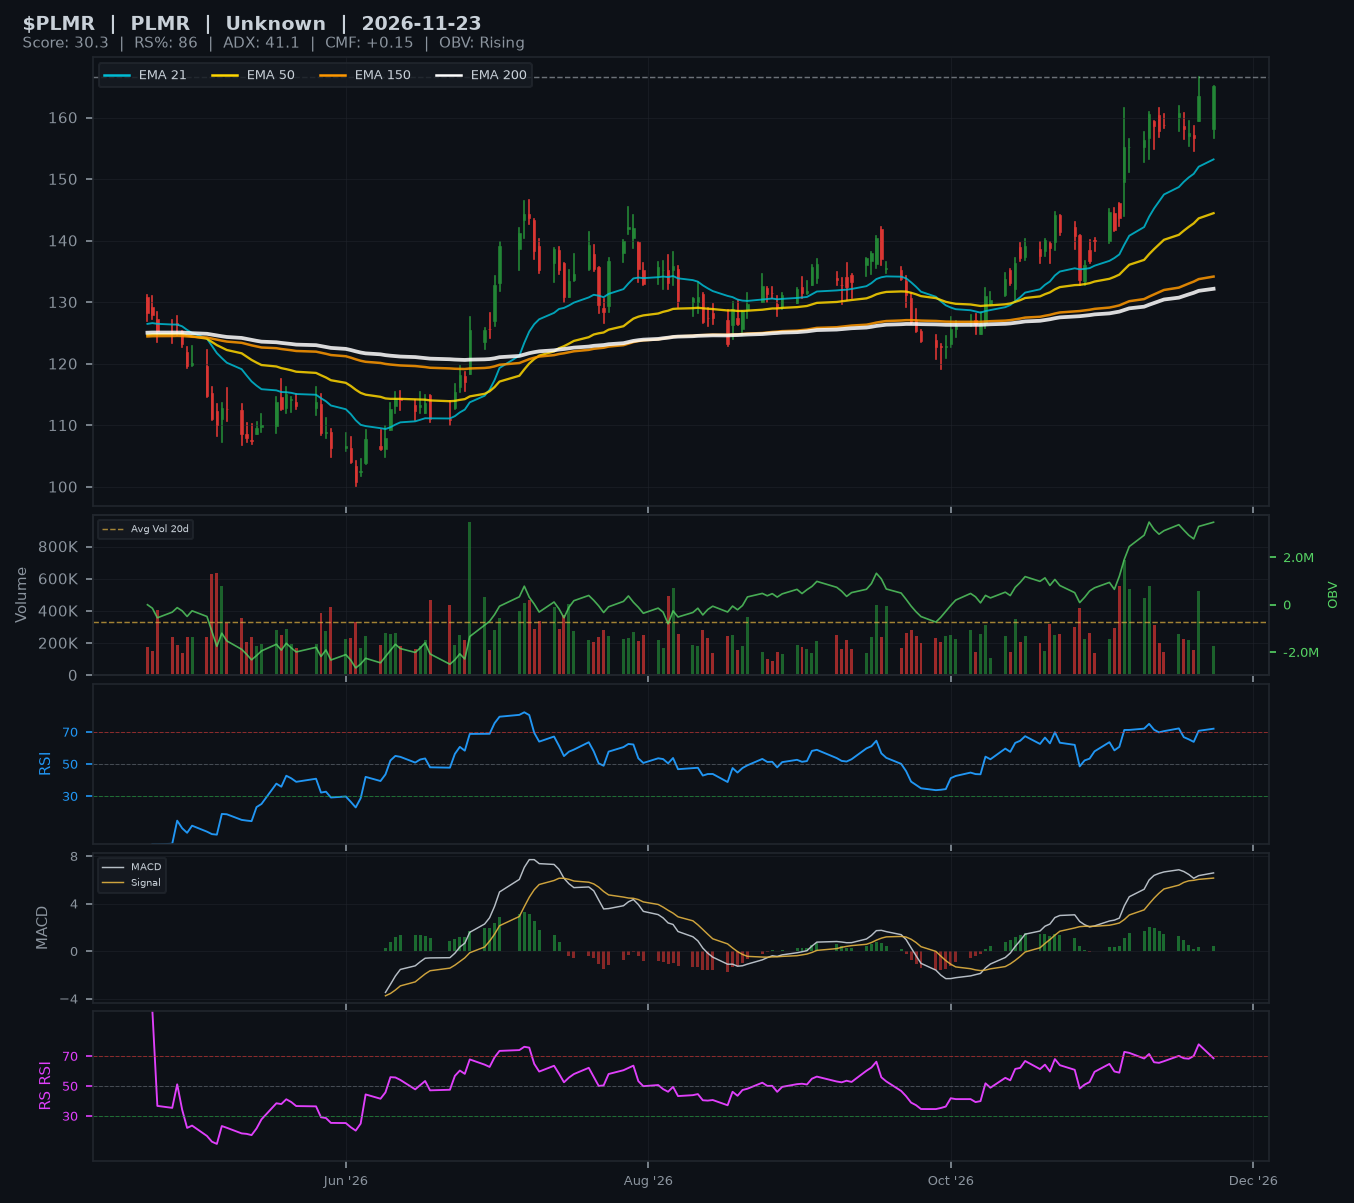 $PLMR | PLMR | Unknown | 2026-11-23
Score: 30.3 | RS%: 86 | ADX: 41.1 | CMF: +0.15 | OBV: Rising
EMA 21 EMA 50 EMA 150 EMA 200
160
150
140
130
120
110
100
Avg Vol 20d
800K
600K
400K
200K
0
Volume
2.0M
0
-2.0M
OBV
70
50
30
RSI
MACD
Signal
8
4
0
−4
MACD
70
50
30
RS RSI
Jun '26 Aug '26 Oct '26 Dec '26